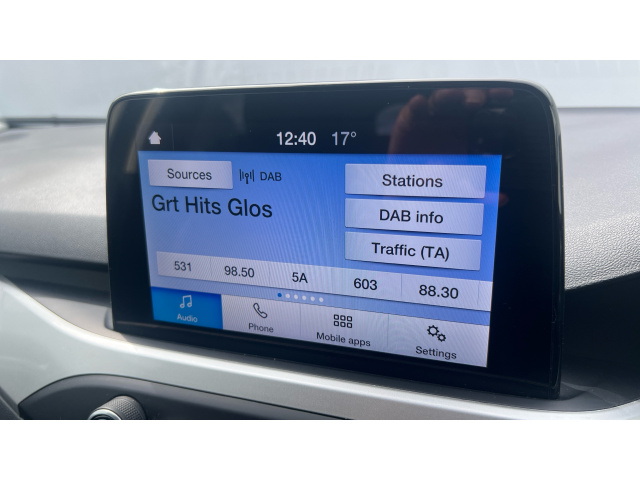 12:40 17°
Sources DAB
Stations
Grt Hits Glos
DAB info
Traffic (TA)
531 98.50 5A 603 88.30
Audio Phone Mobile apps Settings